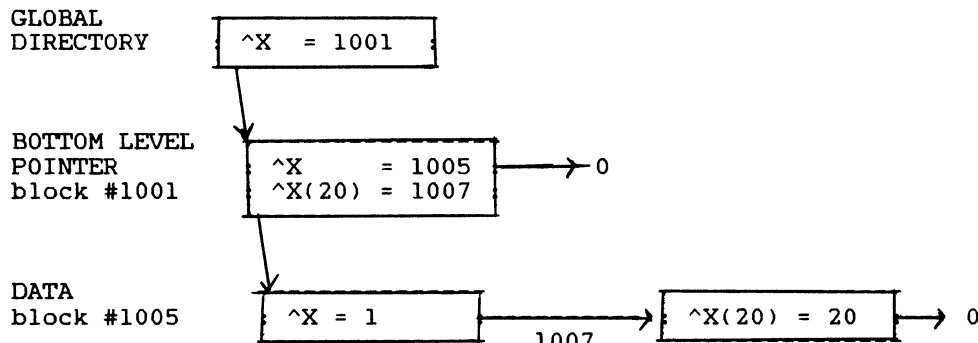 GLOBAL
DIRECTORY ^X = 1001
BOTTOM LEVEL
POINTER ^X = 1005 0
block #1001 ^X(20) = 1007
DATA
block #1005 ^X = 1 ^X(20) = 20 0
1007